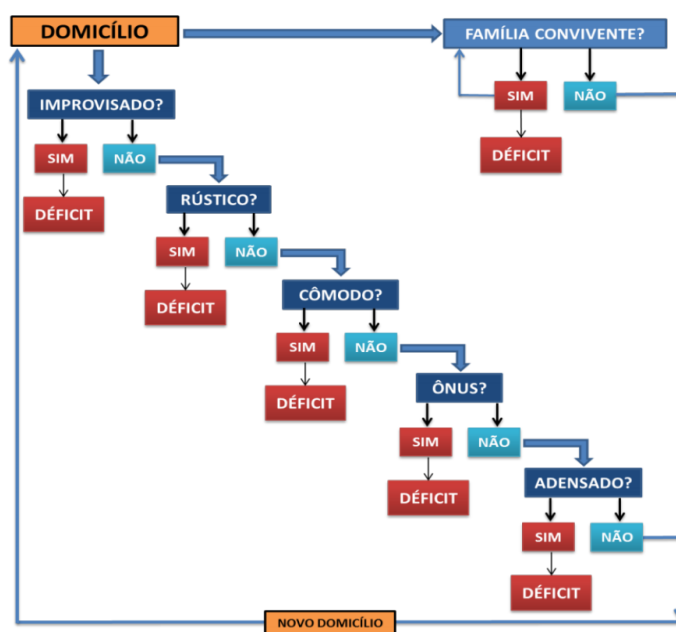 DOMICÍLIO
FAMÍLIA CONVIVENTE?
IMPROVISADO?
SIM
NÃO
DÉFICIT
SIM
NÃO
DÉFICIT
RÚSTICO?
SIM
NÃO
DÉFICIT
CÔMODO?
SIM
NÃO
DÉFICIT
ÔNUS?
SIM
NÃO
DÉFICIT
ADENSADO?
SIM
NÃO
DÉFICIT
NOVO DOMICÍLIO